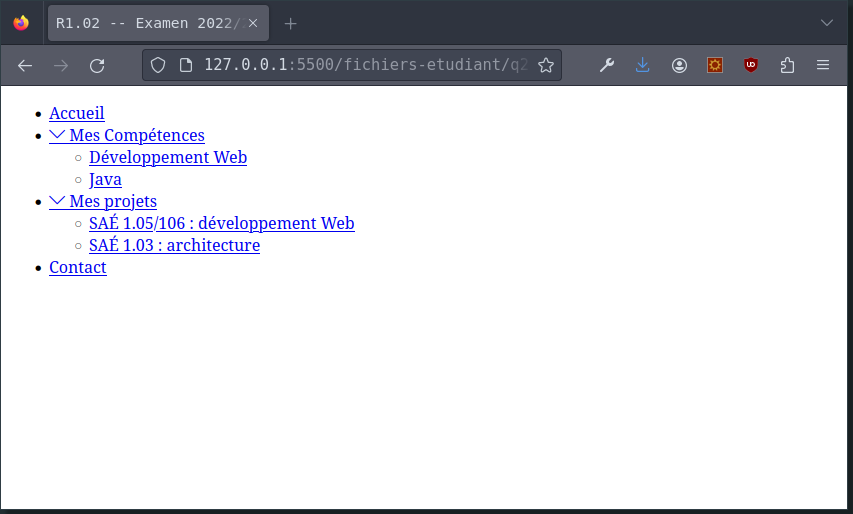 R1.02 -- Examen 2022/
127.0.0.1:5500/fichiers-etudiant/q2
Accueil
Mes Compétences
Développement Web
Java
Mes projets
SAÉ 1.05/106 : développement Web
SAÉ 1.03 : architecture
Contact